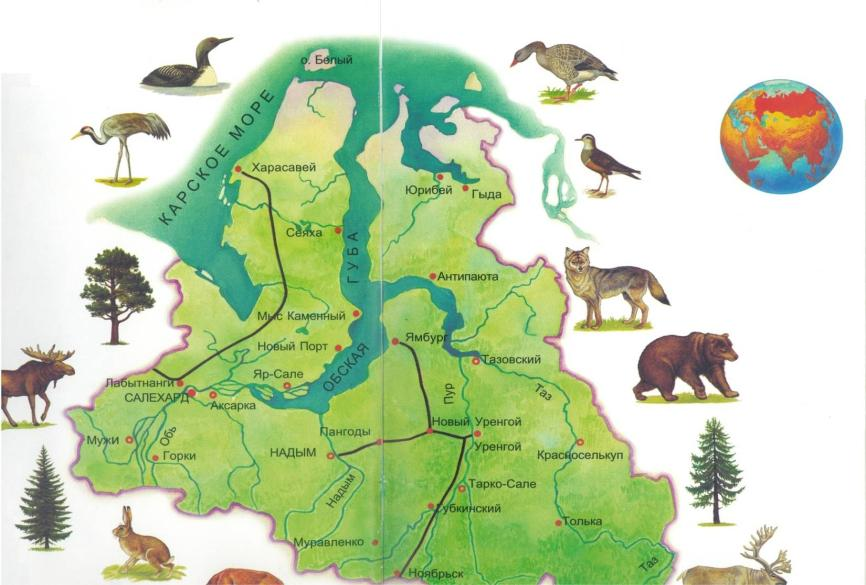 о. Белый
КАРСКОЕ МОРЕ
Харасавей
Юрибей
Гыда
Сеяха
ГУБА
Антипаюта
Мыс Каменный
Ямбург
Новый Порт
ОБСКАЯ
Тазовский
Яр-Сале
Лабытнанги
САЛЕХАРД
Аксарка
Пур
Таз
Мужи
Обь
Пангоды
Новый Уренгой
Уренгой
Горки
НАДЫМ
Красноселькуп
Надым
Тарко-Сале
Губкинский
Толька
Муравленко
Таз
Ноябрьск